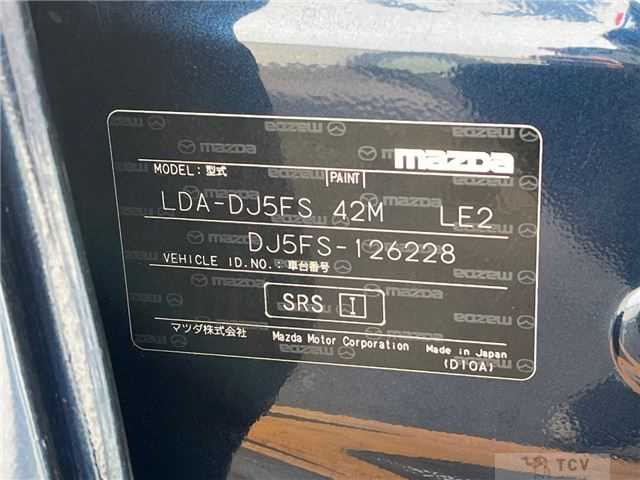 mazda
MODEL: 型式 PAINT
LDA-DJ5FS 42M LE2
DJ5FS-126228
VEHICLE ID.NO.: 車台番号
SRS I
マツダ株式会社 Mazda Motor Corporation Made in Japan
(D10A)
TCV